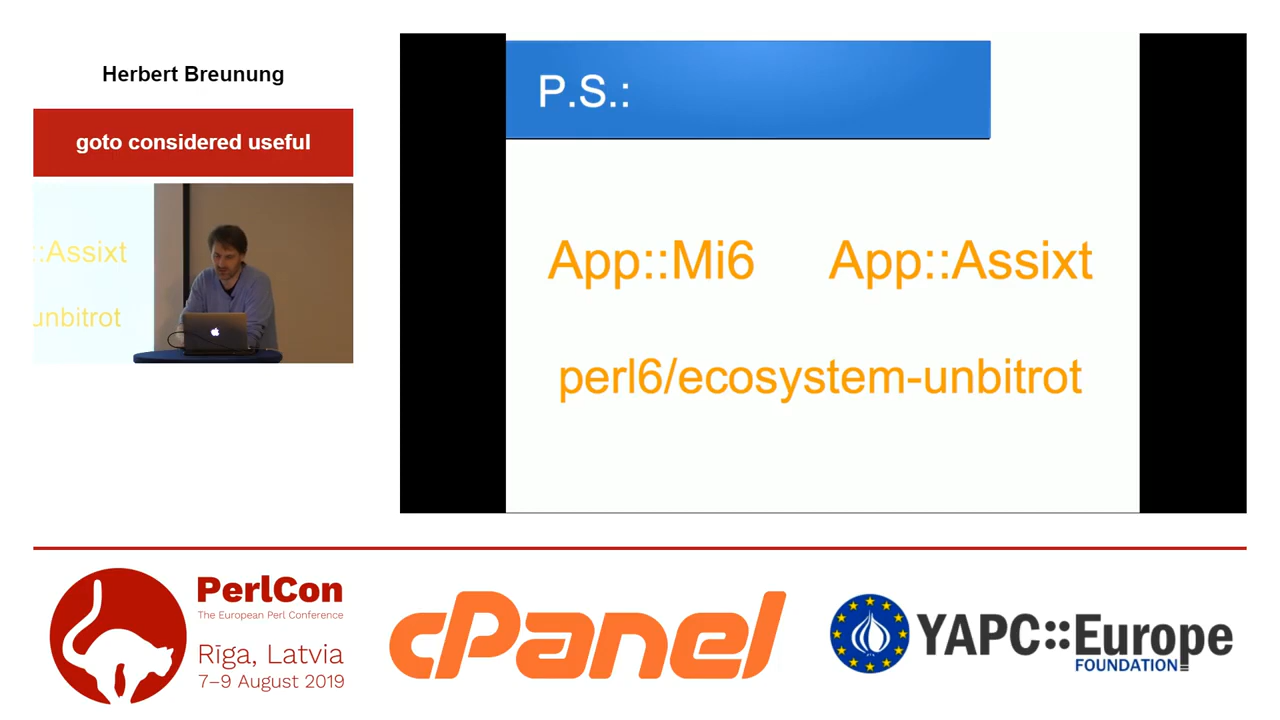 Herbert Breunung
goto considered useful
::Assixt
unbitrot
P.S.:
App::Mi6 App::Assixt
perl6/ecosystem-unbitrot
PerlCon
The European Perl Conference
Rīga, Latvia
7–9 August 2019
cPanel
YAPC::Europe
FOUNDATION